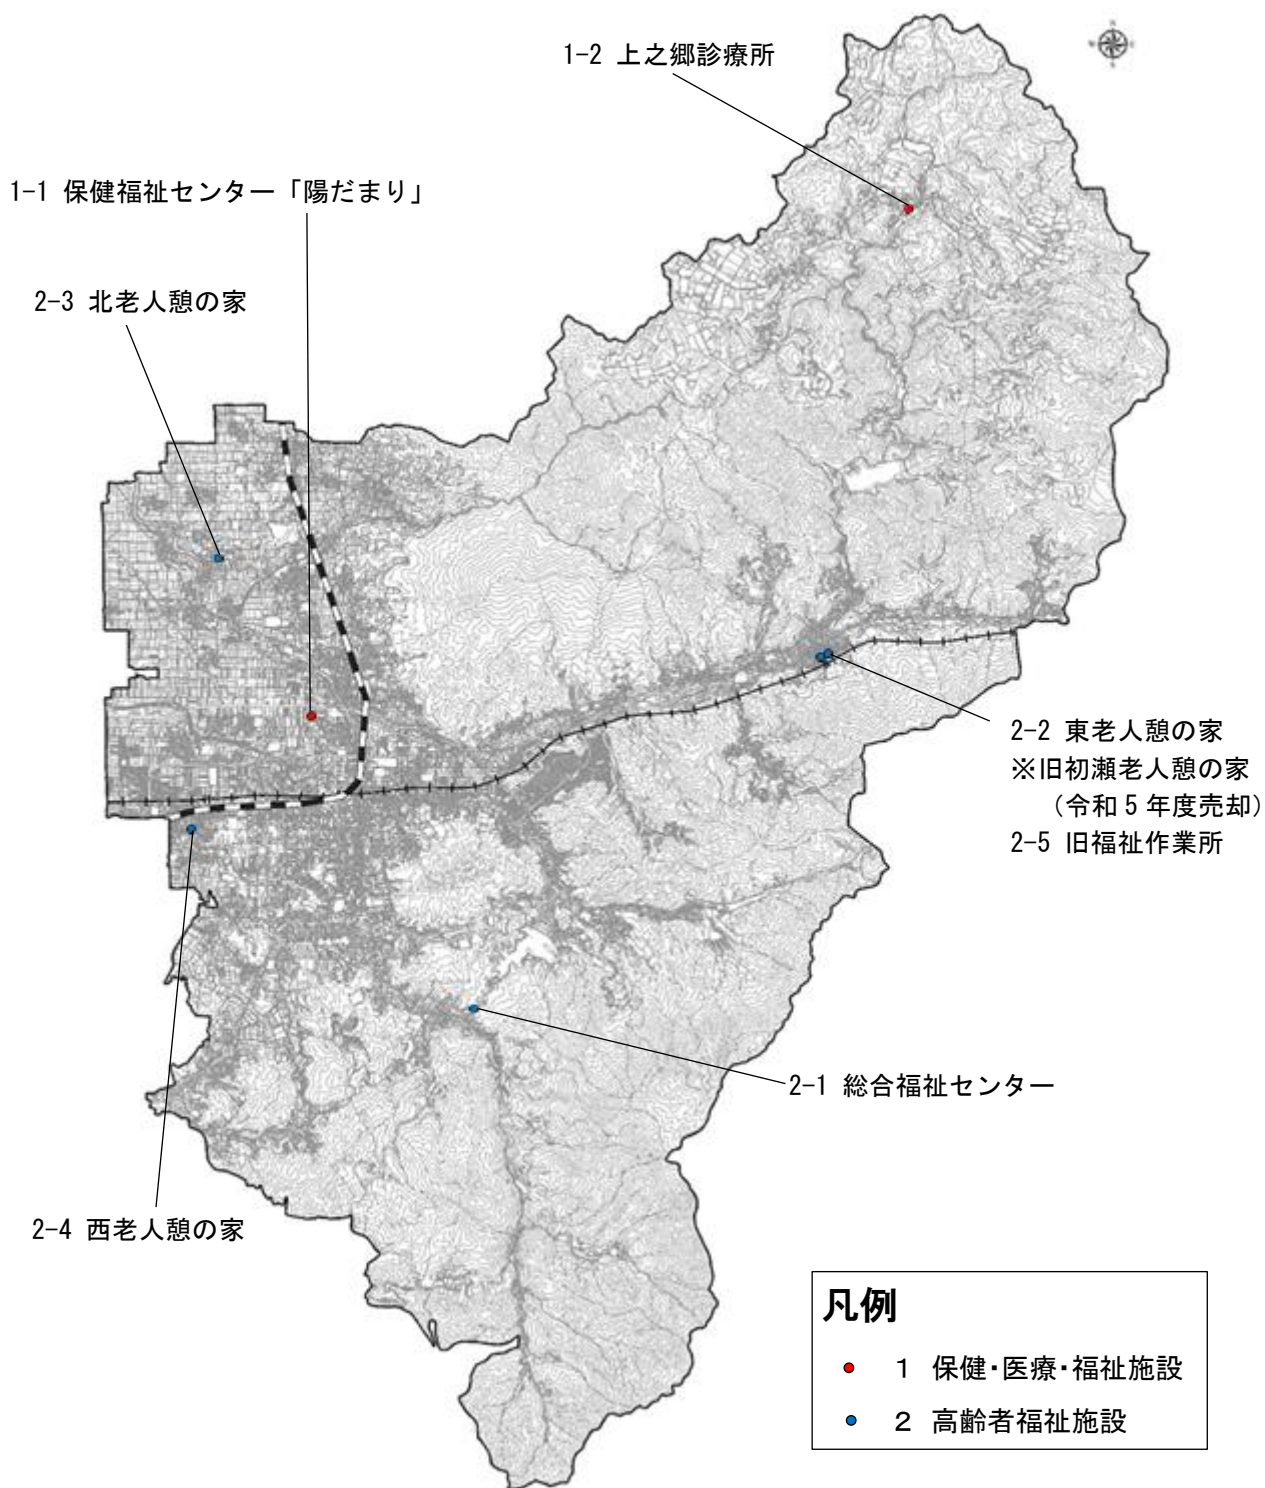 1-2 上之郷診療所
1-1 保健福祉センター「陽だまり」
2-3 北老人憩の家
2-2 東老人憩の家
※旧初瀬老人憩の家
（令和5年度売却）
2-5 旧福祉作業所
2-1 総合福祉センター
2-4 西老人憩の家
凡例
1 保健・医療・福祉施設
2 高齢者福祉施設